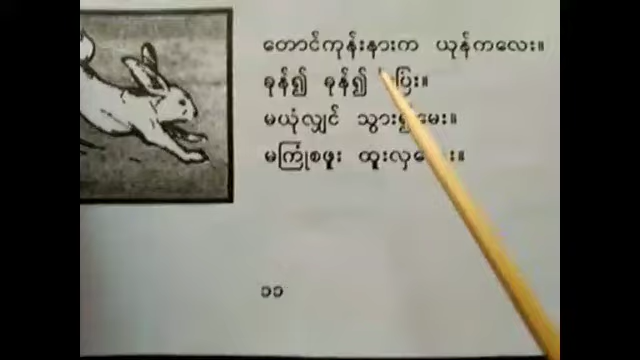 တောင်ကုန်းနားက ယုန်ကလေး။
ခုန်၍ ခုန်၍ ပြေး။
မယုံလျှင် သွား၍မေး။
မကြုံစဖူး ထူးလှ
၁၁